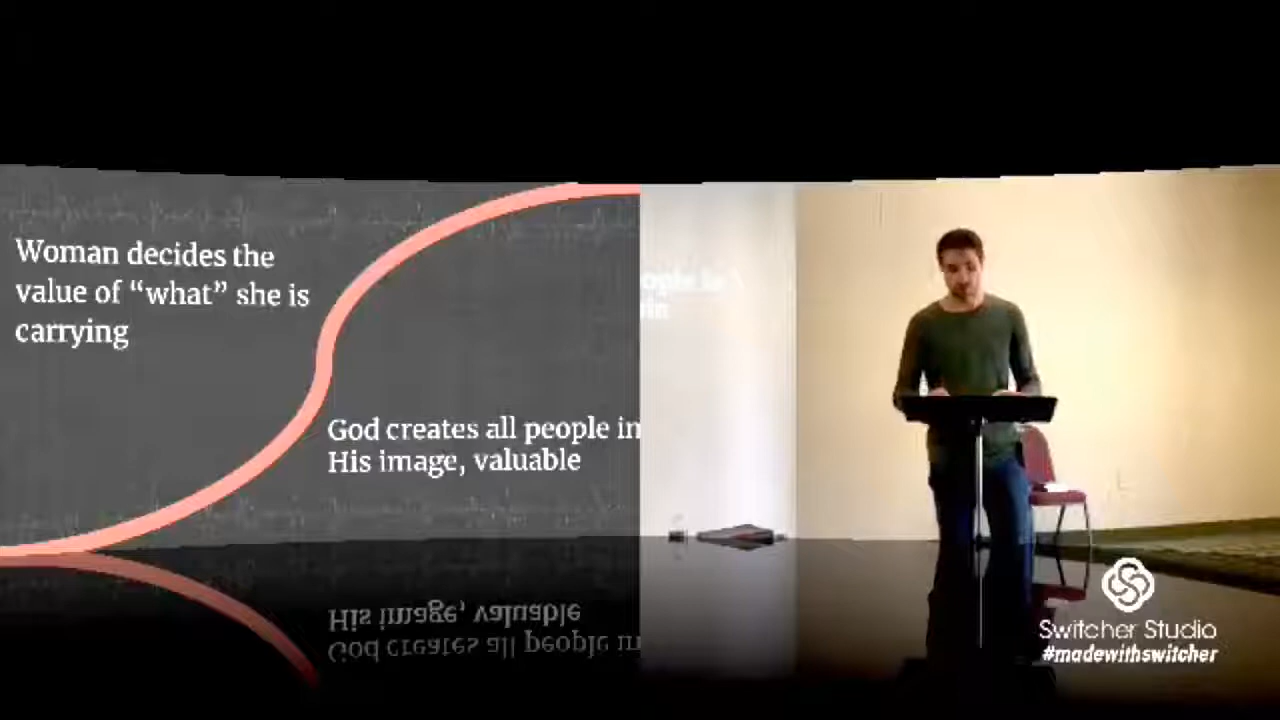 Woman decides the
value of “what” she is
carrying
God creates all people in
His image, valuable
His image, valuable
God creates all people in
Switcher Studio
#madewithswitcher